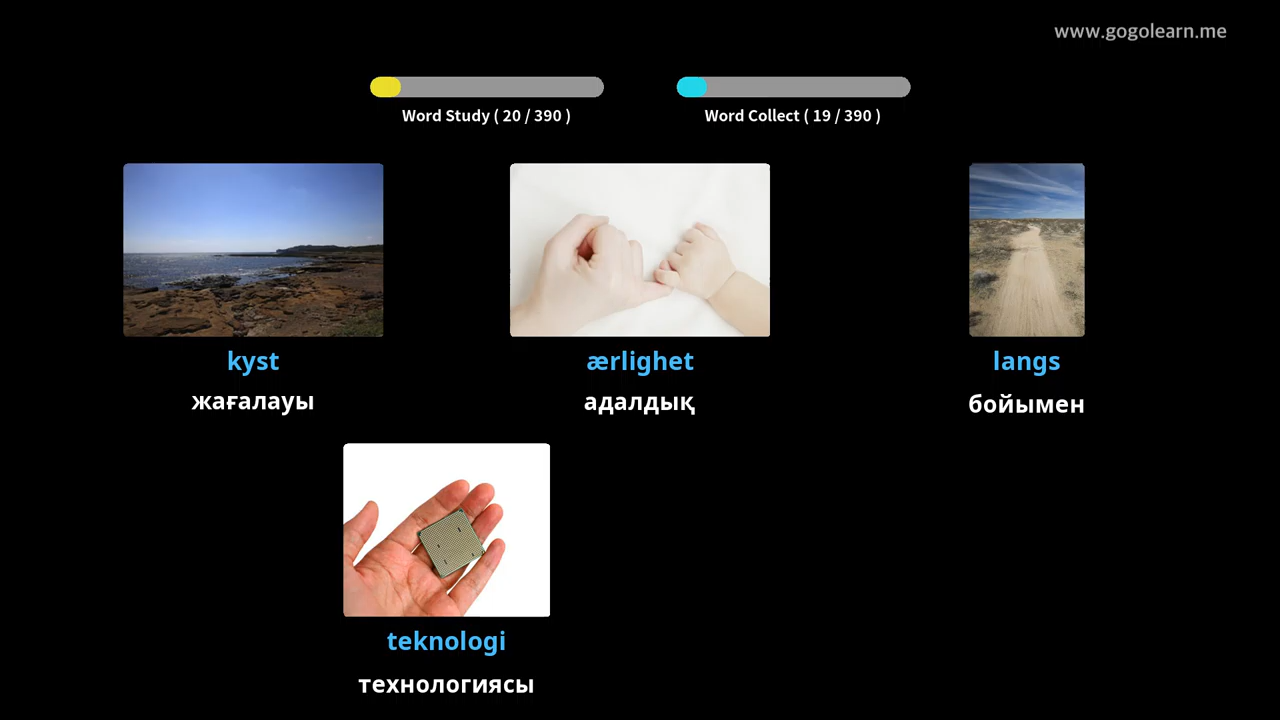 www.gogolearn.me
Word Study ( 20 / 390 )
Word Collect ( 19 / 390 )
kyst
жағалауы
ærlighet
адалдық
langs
бойымен
teknologi
технологиясы